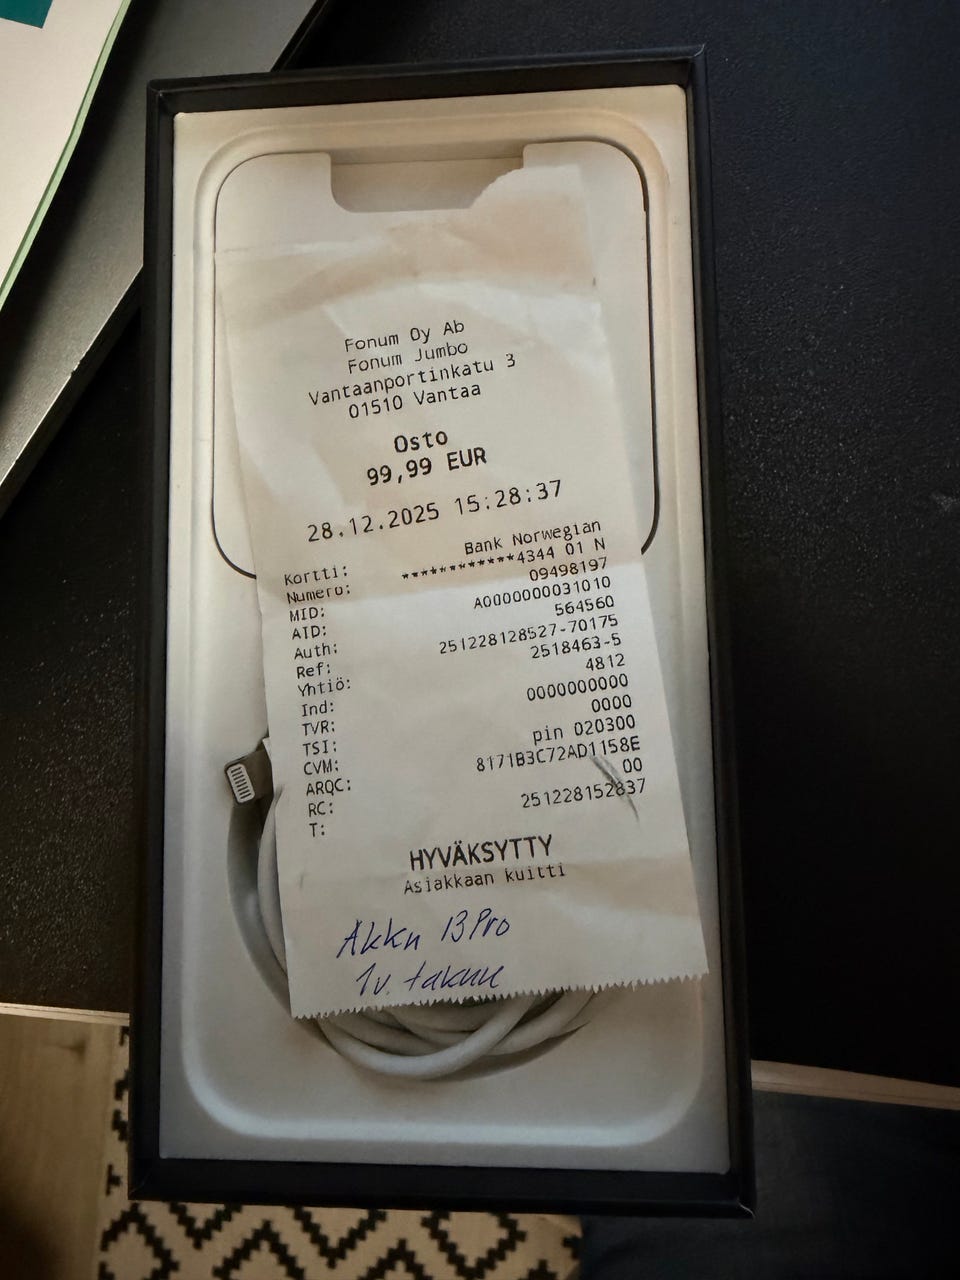 Fonum Oy Ab
Fonum Jumbo
Vantaanportinkatu 3
01510 Vantaa
Osto
99,99 EUR
28.12.2025 15:28:37
Kortti: Bank Norwegian
Numero: ***********4344 01 N
MID: 09498197
AID: A0000000031010
Auth: 564560
Ref: 251228128527-70175
Yhtiö: 2518463-5
Ind: 4812
TVR: 0000000000
TSI: 0000
CVM: pin 020300
ARQC: 8171B3C72AD1158E
RC: 00
T: 251228152837
HYVÄKSYTTY
Asiakkaan kuitti
Akku 13 Pro
1v. takuu